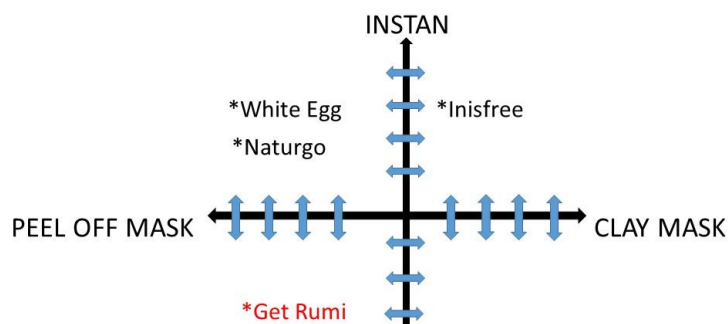 INSTAN
*White Egg
*Inisfree
*Naturgo
PEEL OFF MASK
CLAY MASK
*Get Rumi